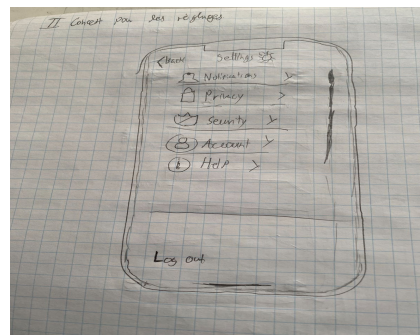 II Concept pour les réglages
< Back Settings
Notifications >
Privacy >
Security >
Account >
Help >
Log out